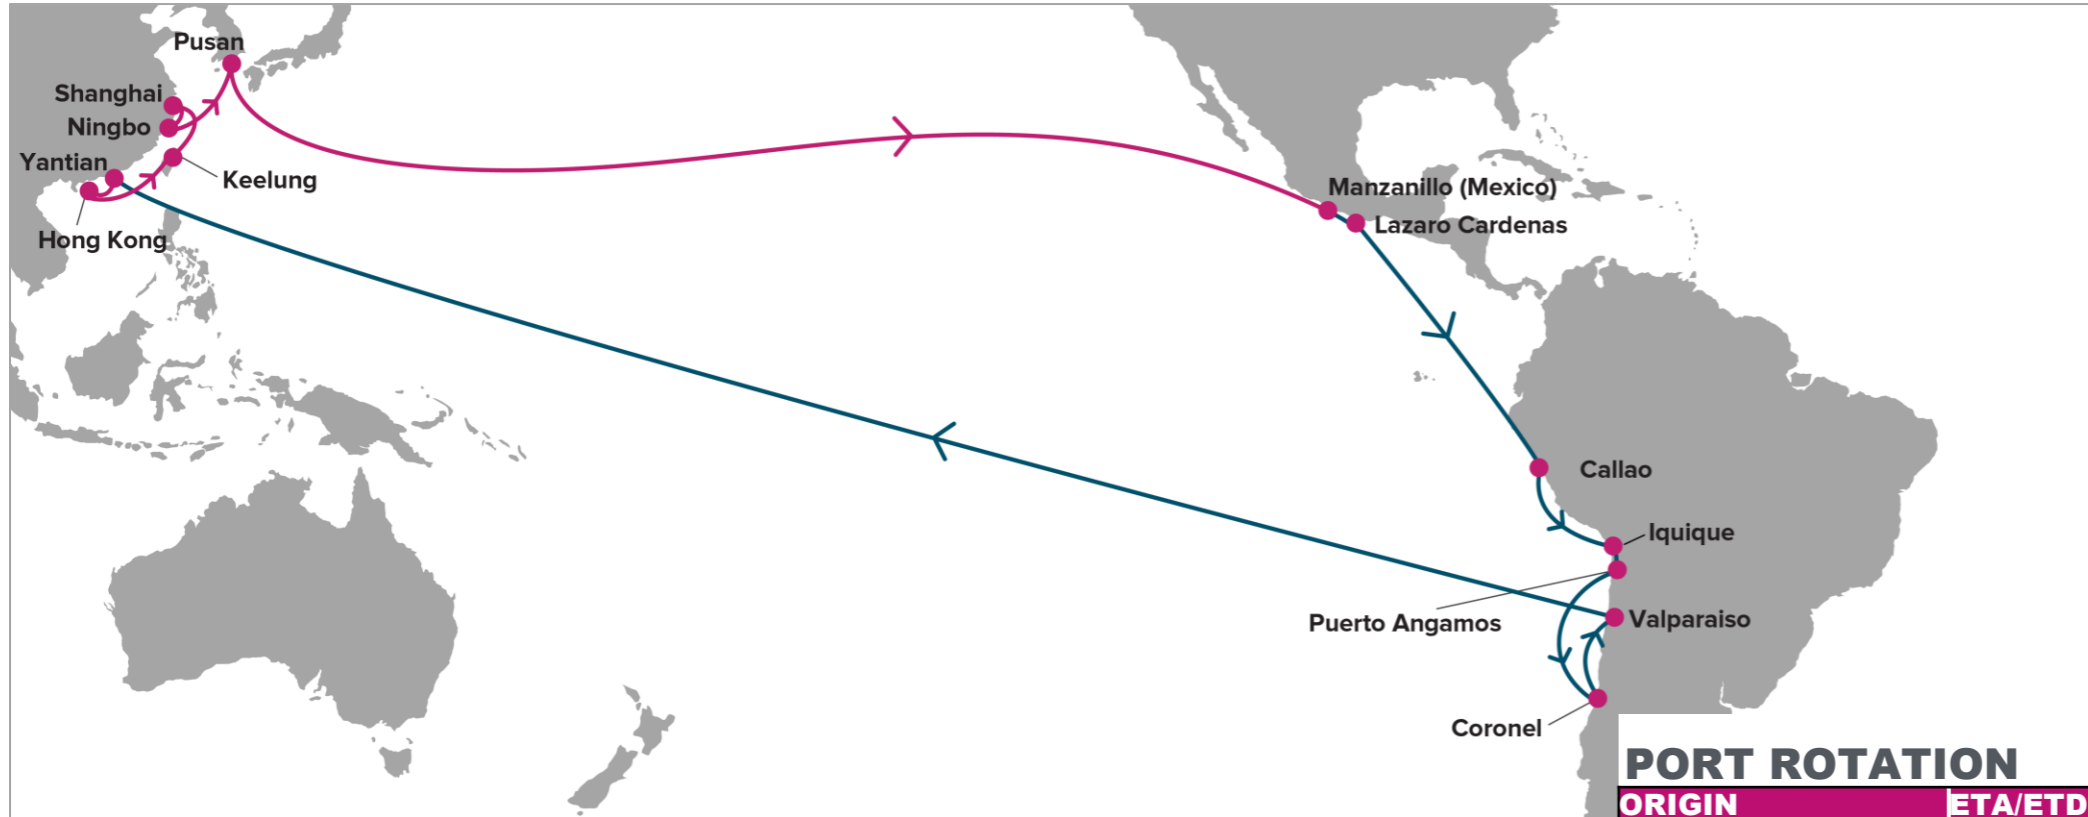 Pusan
Shanghai
Ningbo
Yantian
Keelung
Hong Kong
Manzanillo (Mexico)
Lazaro Cardenas
Callao
Iquique
Puerto Angamos
Valparaiso
Coronel
PORT ROTATION
ORIGIN ETA/ETD